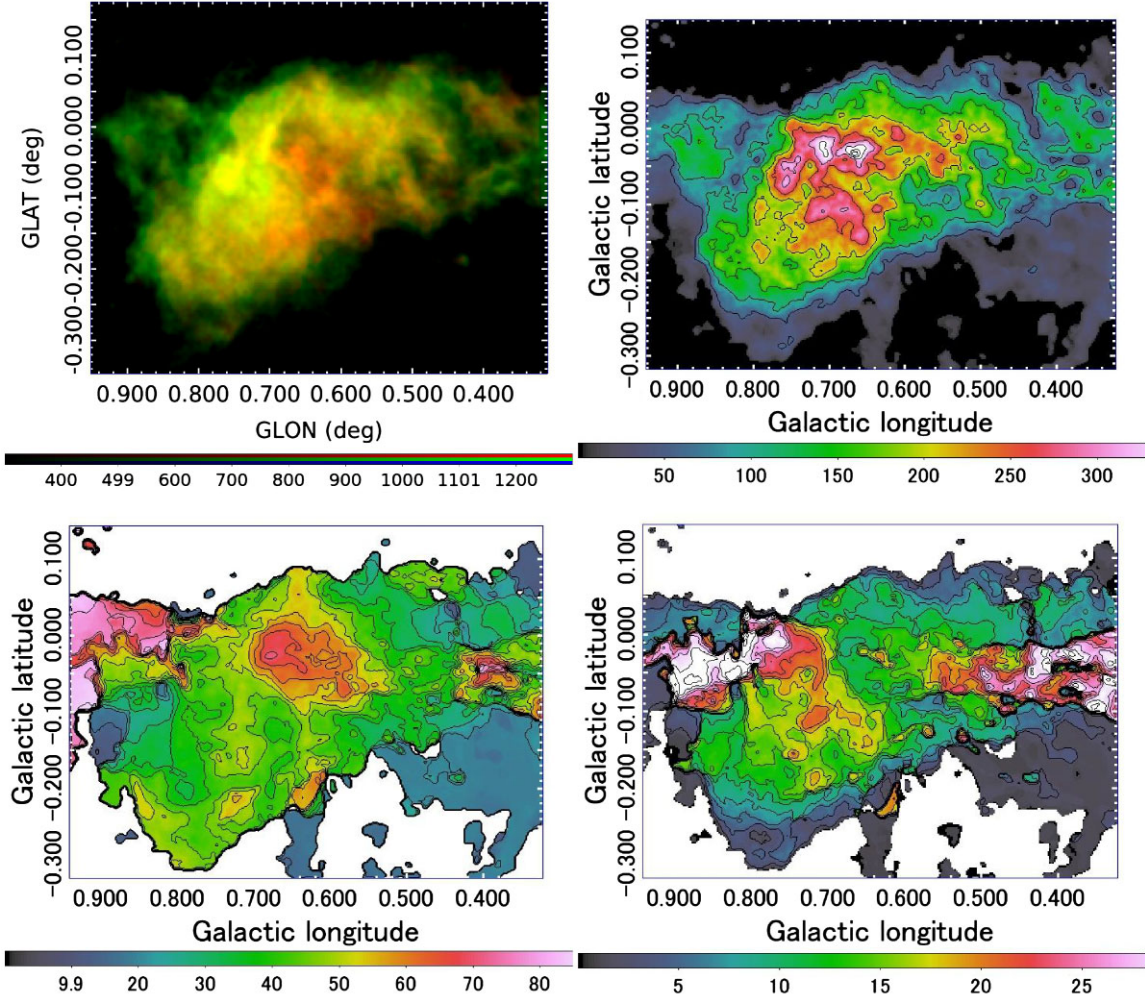 GLAT (deg)
-0.300-0.200-0.100 0.000 0.100
0.900 0.800 0.700 0.600 0.500 0.400
GLON (deg)
400 499 600 700 800 900 1000 1101 1200
Galactic latitude
-0.300 -0.200 -0.100 0.000 0.100
0.900 0.800 0.700 0.600 0.500 0.400
Galactic longitude
50 100 150 200 250 300
Galactic latitude
-0.300 -0.200 -0.100 0.000 0.100
0.900 0.800 0.700 0.600 0.500 0.400
Galactic longitude
9.9 20 30 40 50 60 70 80
Galactic latitude
-0.300 -0.200 -0.100 0.000 0.100
0.900 0.800 0.700 0.600 0.500 0.400
Galactic longitude
5 10 15 20 25